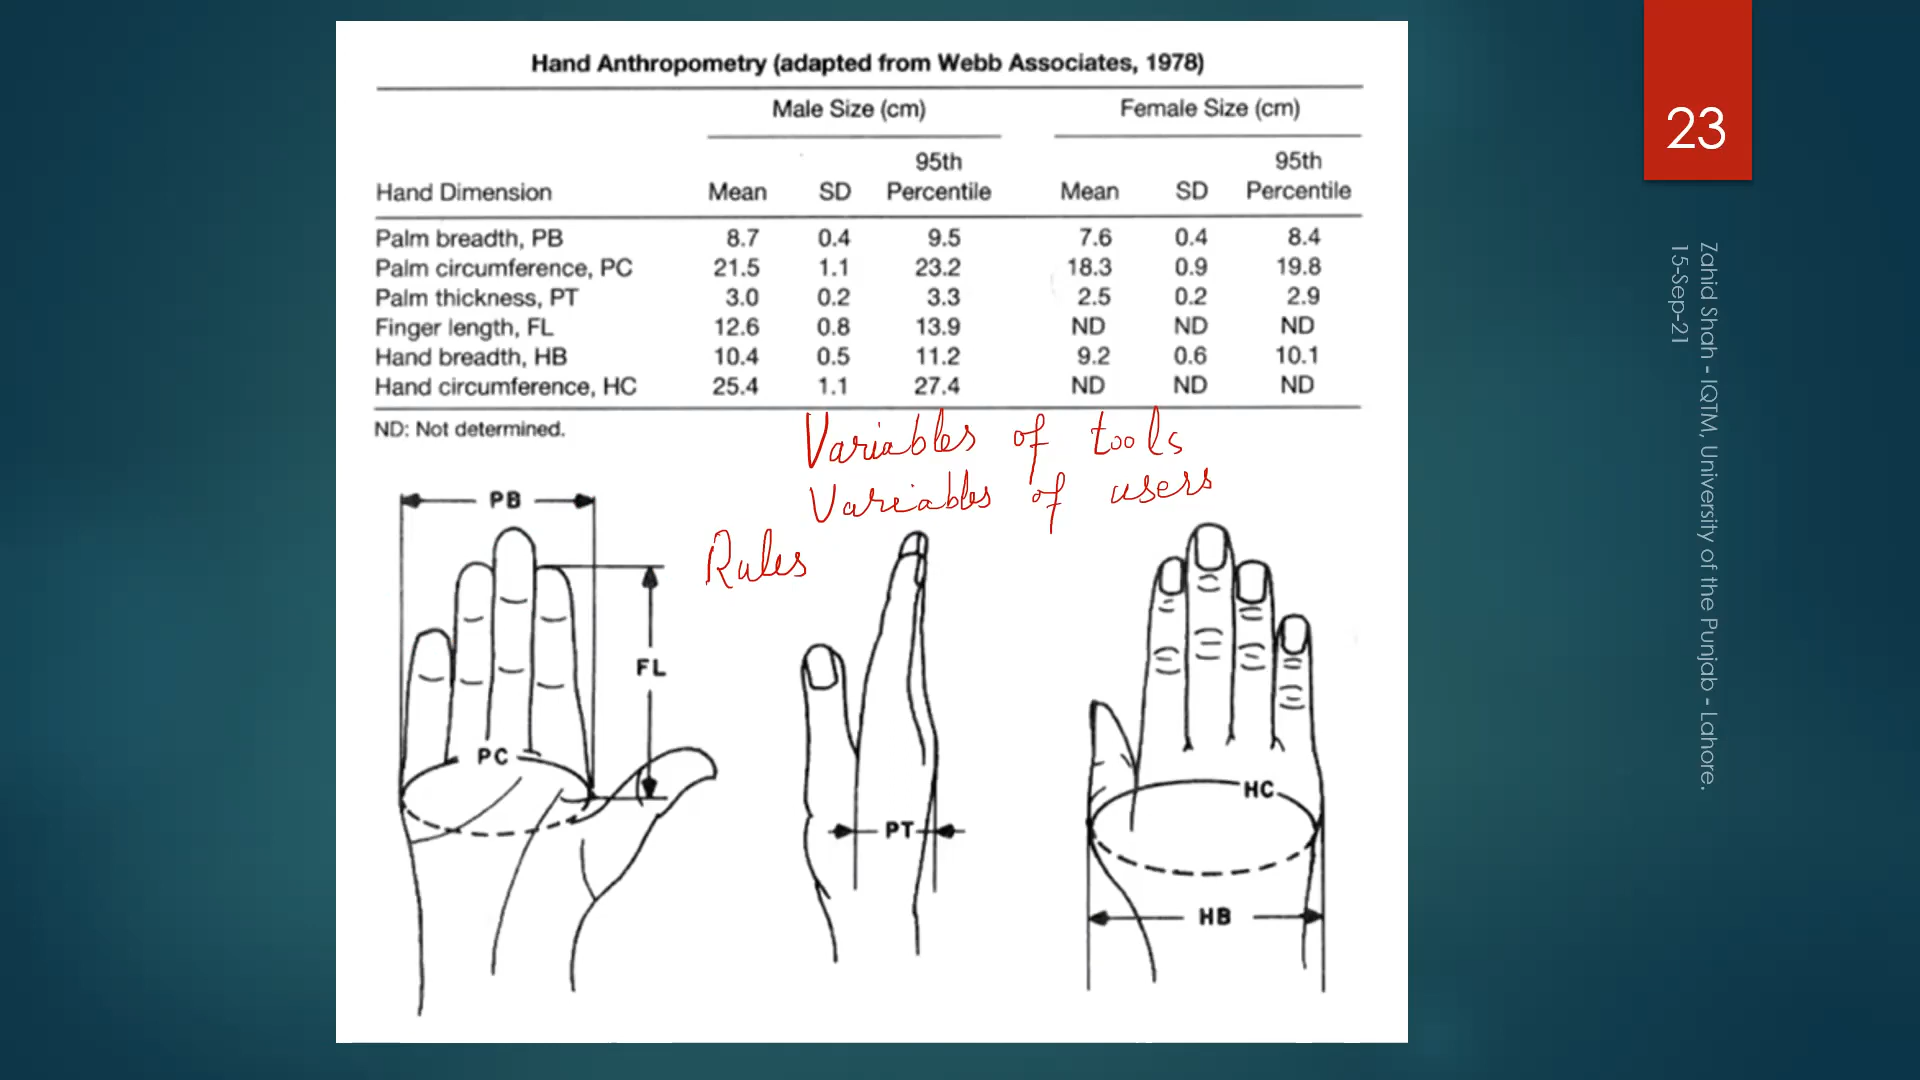 Hand Anthropometry (adapted from Webb Associates, 1978)
Male Size (cm) Female Size (cm)
95th 95th
Hand Dimension Mean SD Percentile Mean SD Percentile
Palm breadth, PB 8.7 0.4 9.5 7.6 0.4 8.4
Palm circumference, PC 21.5 1.1 23.2 18.3 0.9 19.8
Palm thickness, PT 3.0 0.2 3.3 2.5 0.2 2.9
Finger length, FL 12.6 0.8 13.9 ND ND ND
Hand breadth, HB 10.4 0.5 11.2 9.2 0.6 10.1
Hand circumference, HC 25.4 1.1 27.4 ND ND ND
ND: Not determined.
Variables of tools
Variables of users
Rules
PB
FL
PC
PT
HC
HB
23
Zahid Shah - IQTM, University of the Punjab - Lahore.
15-Sep-21